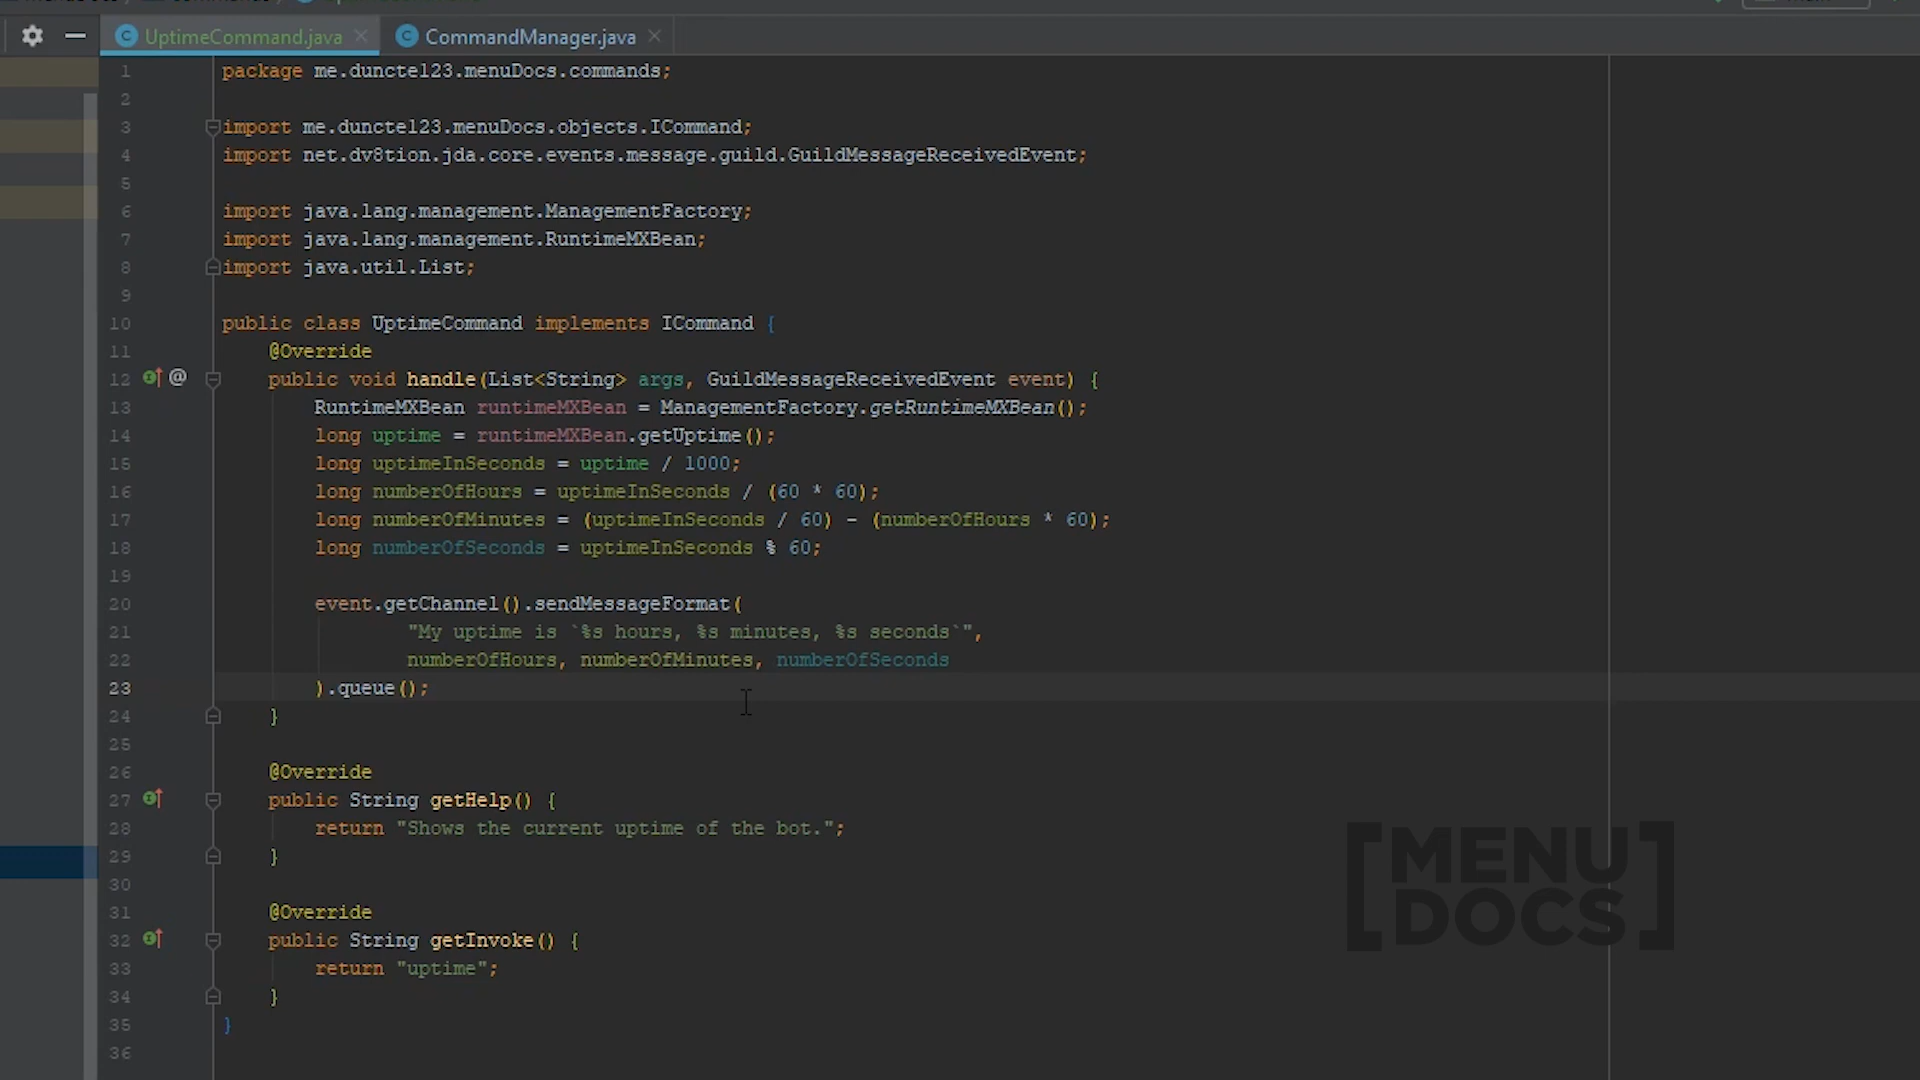 UptimeCommand.java
CommandManager.java
1 package me.duncte123.menuDocs.commands;
2
3 import me.duncte123.menuDocs.objects.ICommand;
4 import net.dv8tion.jda.core.events.message.guild.GuildMessageReceivedEvent;
5
6 import java.lang.management.ManagementFactory;
7 import java.lang.management.RuntimeMXBean;
8 import java.util.List;
9
10 public class UptimeCommand implements ICommand {
11 @Override
12 @ public void handle(List<String> args, GuildMessageReceivedEvent event) {
13 RuntimeMXBean runtimeMXBean = ManagementFactory.getRuntimeMXBean();
14 long uptime = runtimeMXBean.getUptime();
15 long uptimeInSeconds = uptime / 1000;
16 long numberOfHours = uptimeInSeconds / (60 * 60);
17 long numberOfMinutes = (uptimeInSeconds / 60) - (numberOfHours * 60);
18 long numberOfSeconds = uptimeInSeconds % 60;
19
20 event.getChannel().sendMessageFormat(
21 "My uptime is `%s hours, %s minutes, %s seconds`",
22 numberOfHours, numberOfMinutes, numberOfSeconds
23 ).queue();
24 }
25
26 @Override
27 public String getHelp() {
28 return "Shows the current uptime of the bot.";
29 }
30
31 @Override
32 public String getInvoke() {
33 return "uptime";
34 }
35 }
36
[MENU
DOCS]